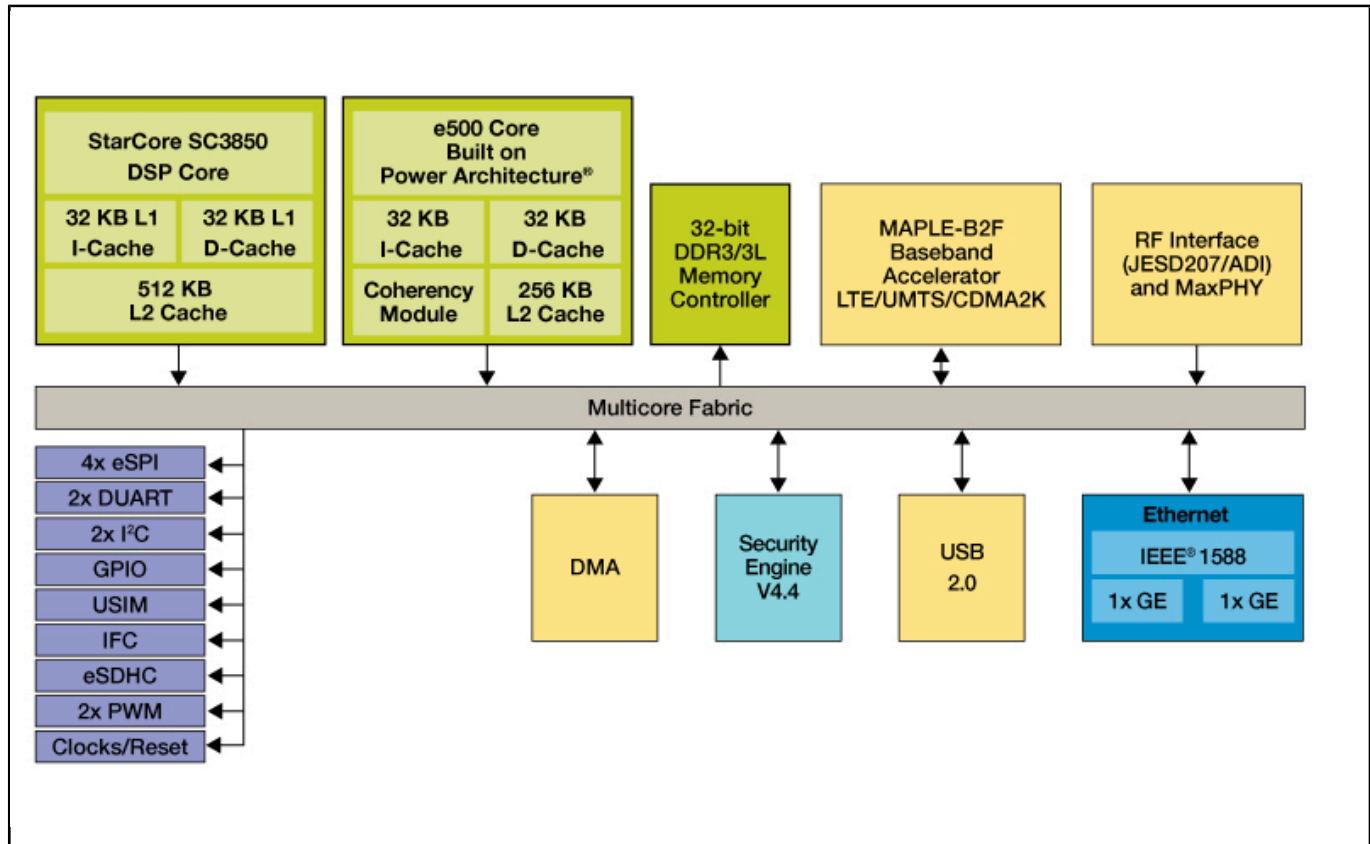 StarCore SC3850
DSP Core
32 KB L1
I-Cache
32 KB L1
D-Cache
512 KB
L2 Cache
e500 Core
Built on
Power Architecture®
32 KB
I-Cache
32 KB
D-Cache
Coherency
Module
256 KB
L2 Cache
32-bit
DDR3/3L
Memory
Controller
MAPLE-B2F
Baseband
Accelerator
LTE/UMTS/CDMA2K
RF Interface
(JESD207/ADI)
and MaxPHY
Multicore Fabric
4x eSPI
2x DUART
2x I²C
GPIO
USIM
IFC
eSDHC
2x PWM
Clocks/Reset
DMA
Security
Engine
V4.4
USB
2.0
Ethernet
IEEE® 1588
1x GE
1x GE